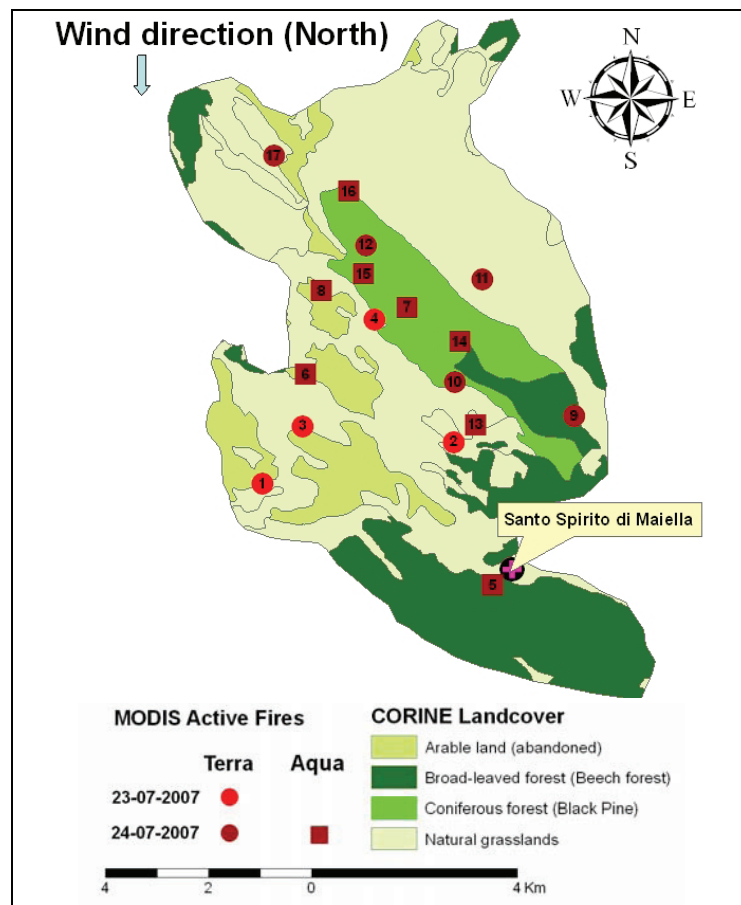 Wind direction (North)
N
W E
S
17
16
12
15
11
8
7
4
14
6
10
9
3
13
2
1
Santo Spirito di Maiella
5
MODIS Active Fires
Terra Aqua
23-07-2007
24-07-2007
CORINE Landcover
Arable land (abandoned)
Broad-leaved forest (Beech forest)
Coniferous forest (Black Pine)
Natural grasslands
4 2 0 4 Km